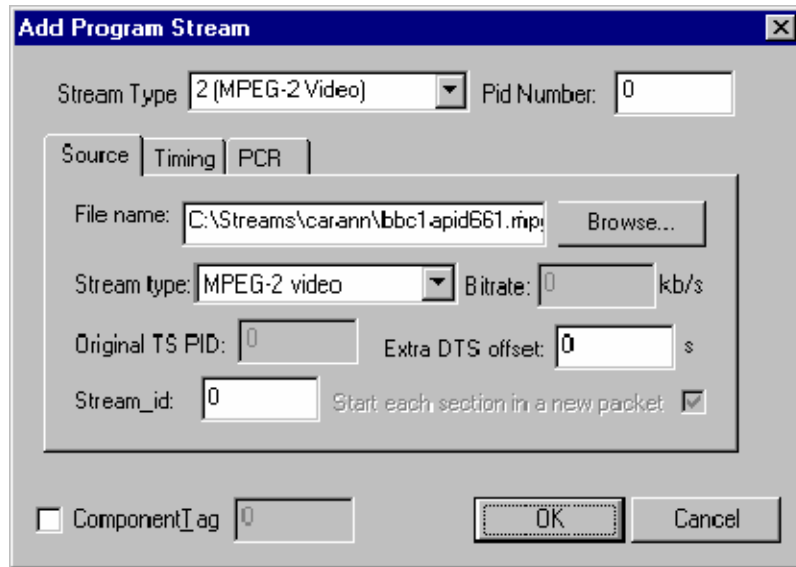 Add Program Stream
Stream Type 2 (MPEG-2 Video) Pid Number: 0
Source Timing PCR
File name: C:\Streams\carann\bbc1apid661.mpg Browse...
Stream type: MPEG-2 video Bitrate: 0 kb/s
Original TS PID: 0 Extra DTS offset: 0 s
Stream_id: 0 Start each section in a new packet
ComponentTag 0 OK Cancel